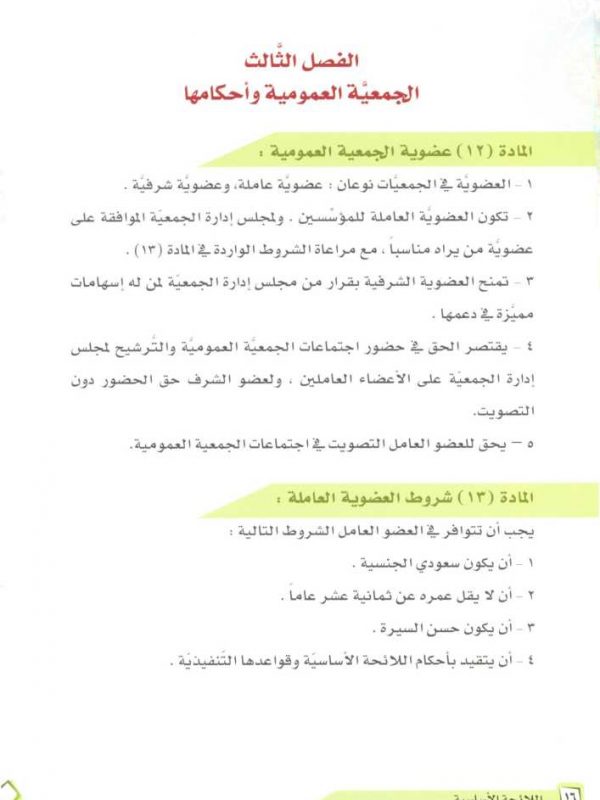 الفصل الثَّالث
الجمعيَّة العمومية وأحكامها
المادة (١٢) عضوية الجمعية العمومية :
١ - العضويَّة في الجمعيَّات نوعان : عضويَّة عاملة، وعضويَّة شرفيَّة .
٢ - تكون العضويَّة العاملة للمؤسِّسين . ولمجلس إدارة الجمعيَّة الموافقة على
عضويَّة من يراه مناسباً ، مع مراعاة الشروط الواردة في المادة (١٣) .
٣ - تمنح العضوية الشرفية بقرار من مجلس إدارة الجمعيَّة لمن له إسهامات
مميَّزة في دعمها .
٤ - يقتصر الحق في حضور اجتماعات الجمعيَّة العموميَّة والتَّرشيح لمجلس
إدارة الجمعيَّة على الأعضاء العاملين ، ولعضو الشرف حق الحضور دون
التصويت.
٥ – يحق للعضو العامل التصويت في اجتماعات الجمعية العمومية.
المادة (١٣) شروط العضوية العاملة :
يجب أن تتوافر في العضو العامل الشروط التالية :
١ - أن يكون سعودي الجنسية .
٢ - أن لا يقل عمره عن ثمانية عشر عاماً .
٣ - أن يكون حسن السيرة .
٤ - أن يتقيد بأحكام اللائحة الأساسيَّة وقواعدها التَّنفيذيَّة .
١٦ اللائحة الأساسية